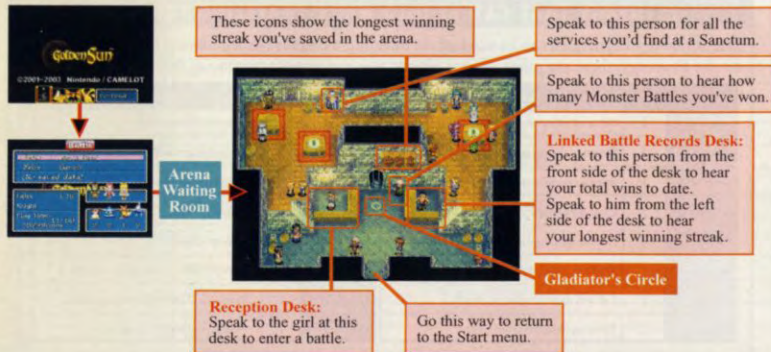 GoldenSun
©2001-2003 Nintendo / CAMELOT
Arena
Waiting
Room
These icons show the longest winning
streak you've saved in the arena.
Speak to this person for all the
services you'd find at a Sanctum.
Speak to this person to hear how
many Monster Battles you've won.
Linked Battle Records Desk:
Speak to this person from the
front side of the desk to hear
your total wins to date.
Speak to him from the left
side of the desk to hear
your longest winning streak.
Gladiator's Circle
Reception Desk:
Speak to the girl at this
desk to enter a battle.
Go this way to return
to the Start menu.